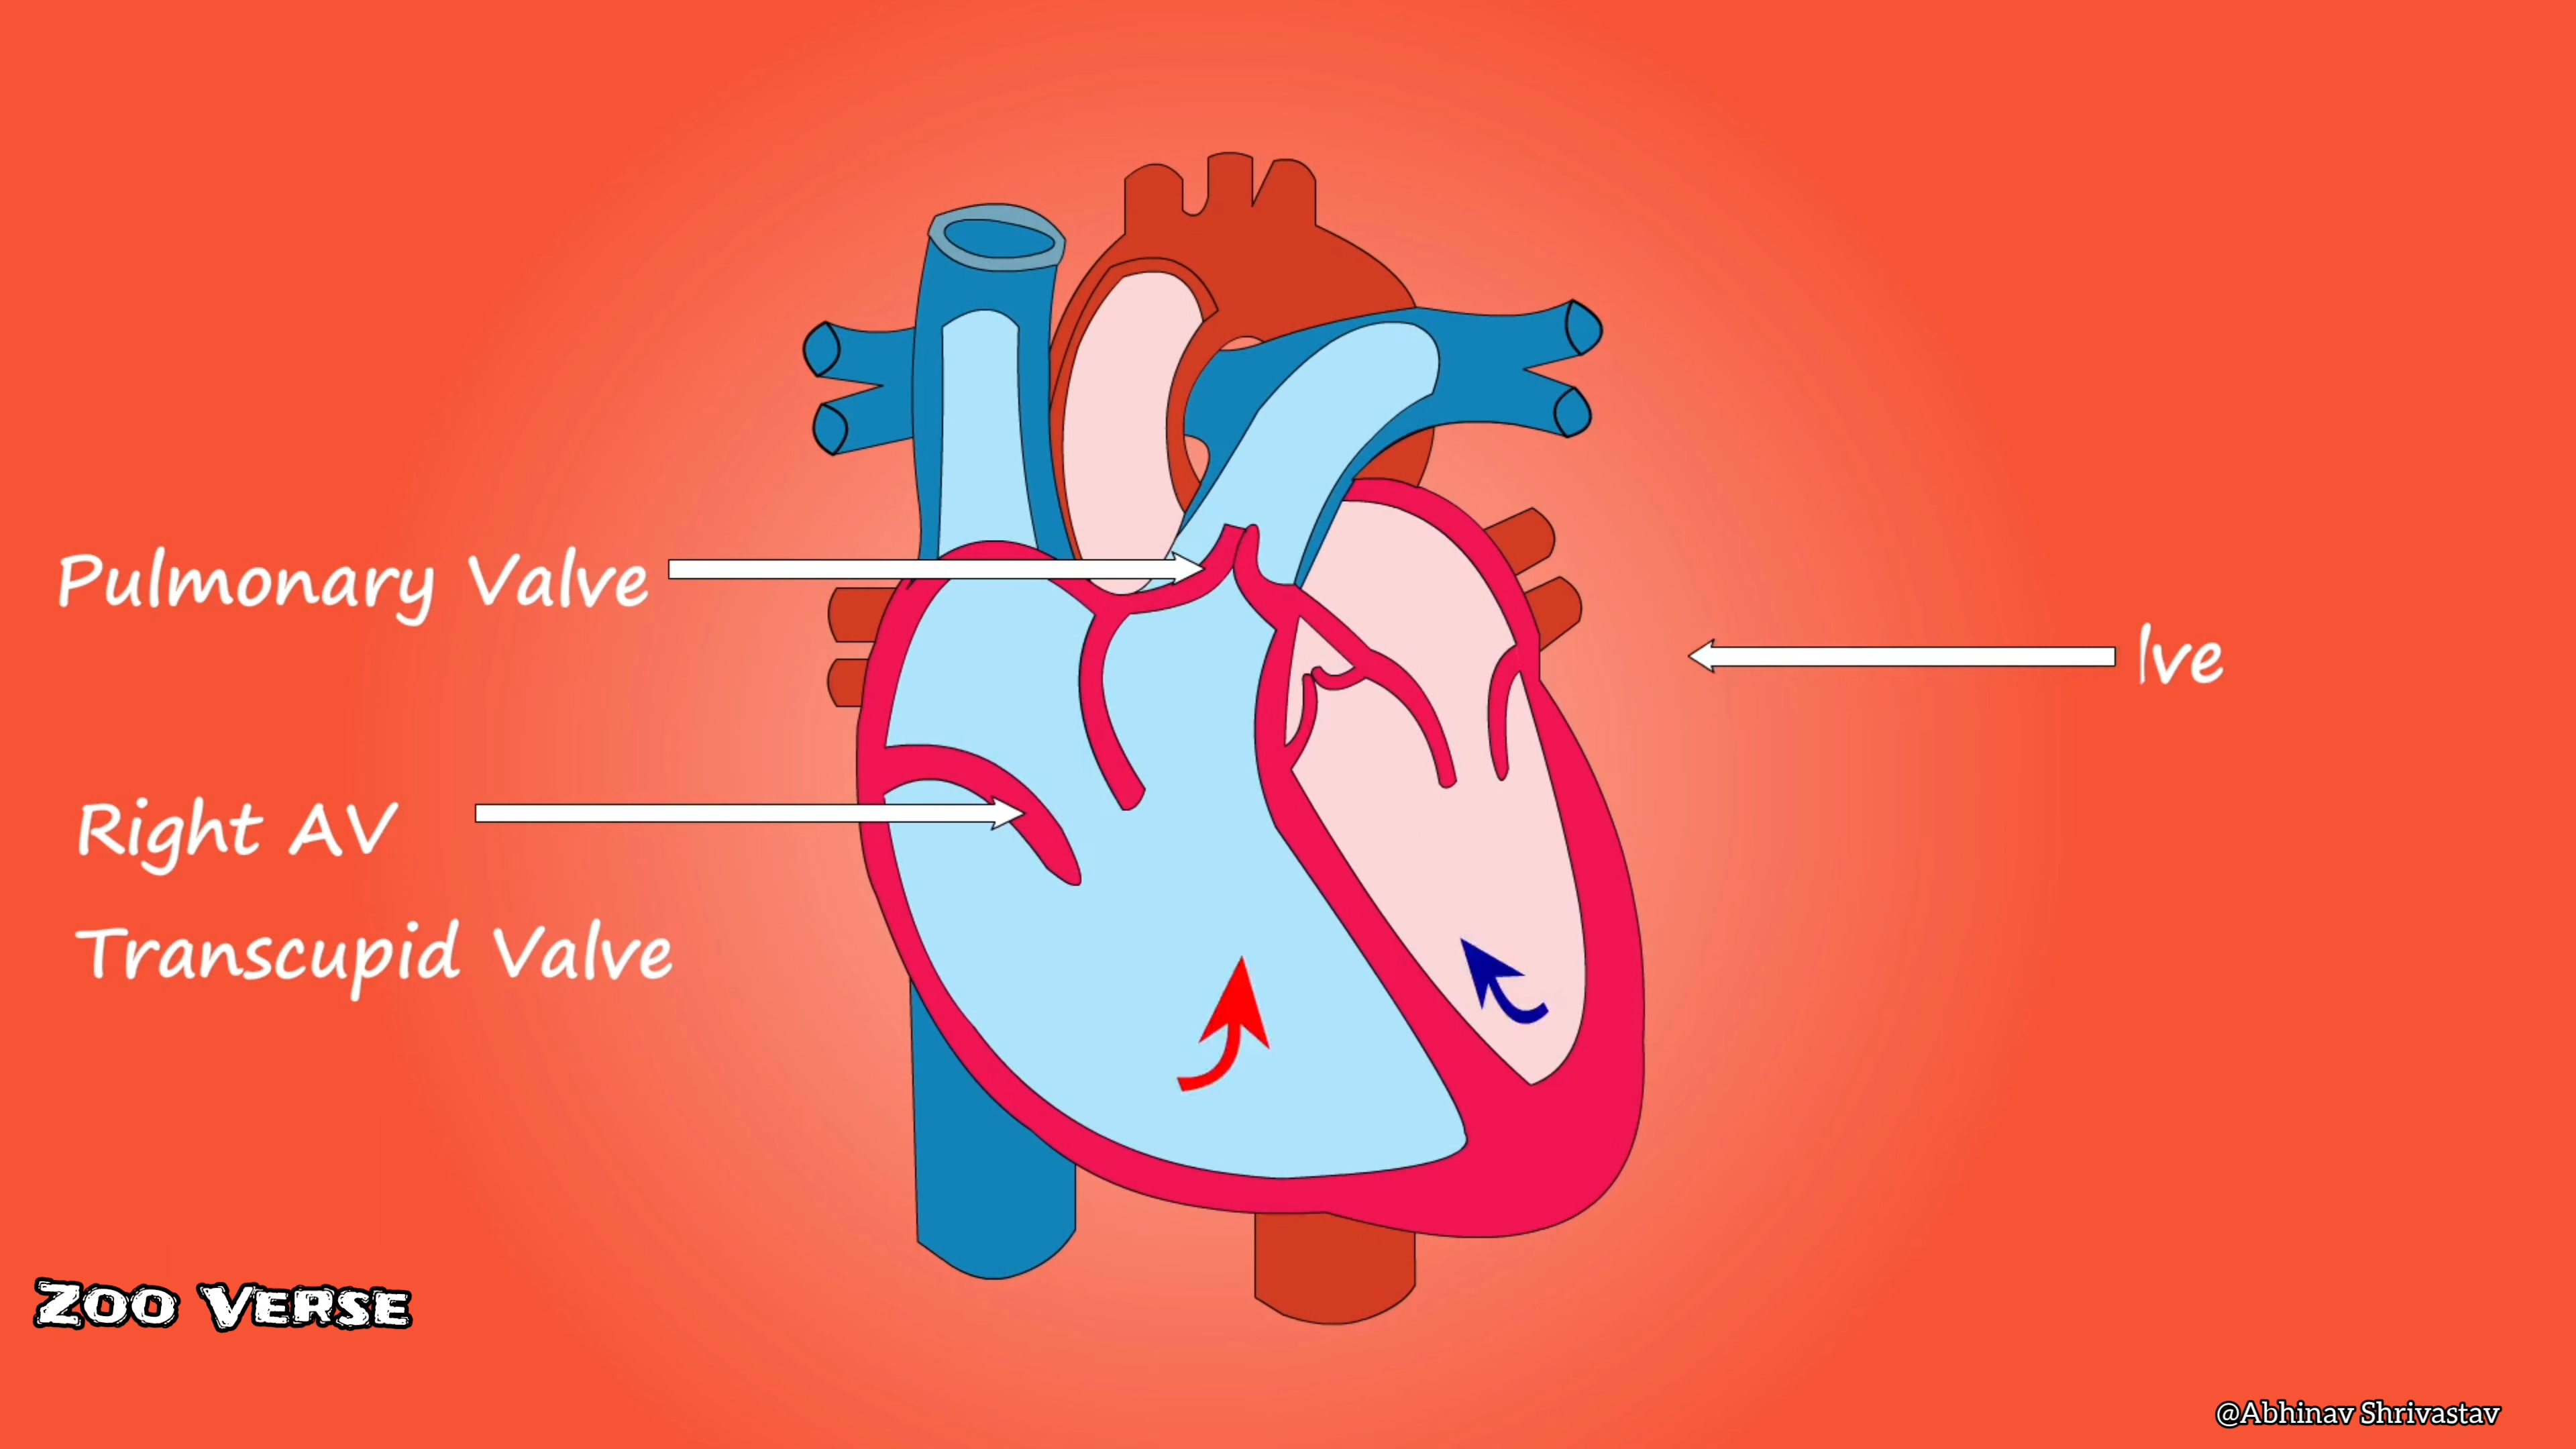 Pulmonary Valve
lve
Right AV
Transcupid Valve
Zoo Verse
@Abhinav Shrivastav